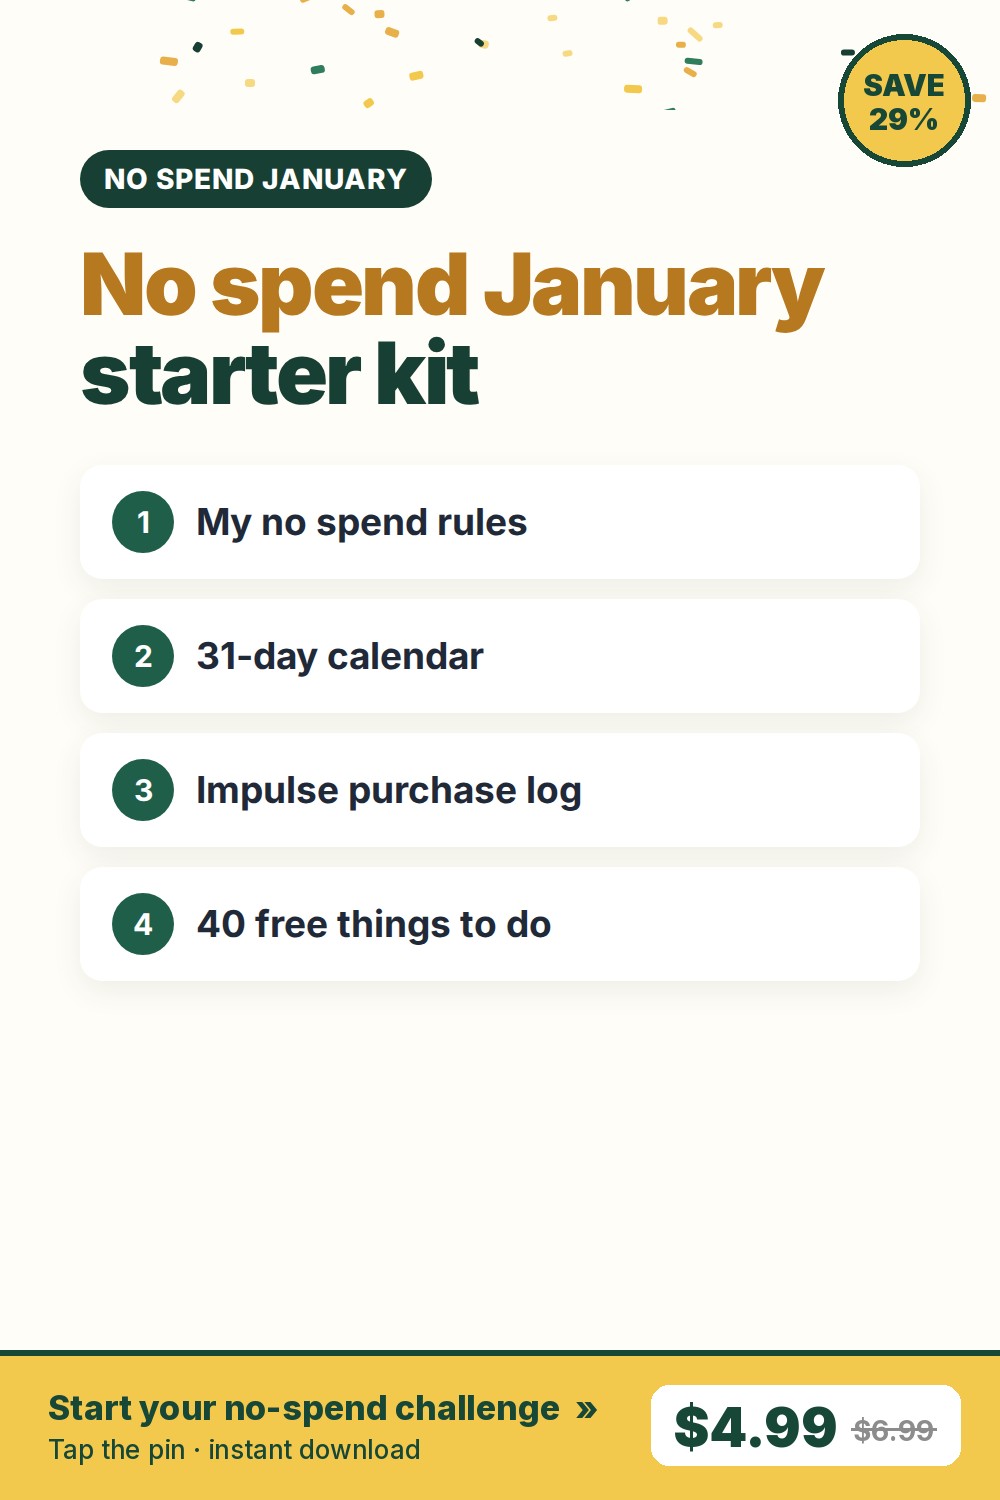 SAVE
29%
NO SPEND JANUARY
No spend January
starter kit
1 My no spend rules
2 31-day calendar
3 Impulse purchase log
4 40 free things to do
Start your no-spend challenge »
Tap the pin · instant download
$4.99 $6.99